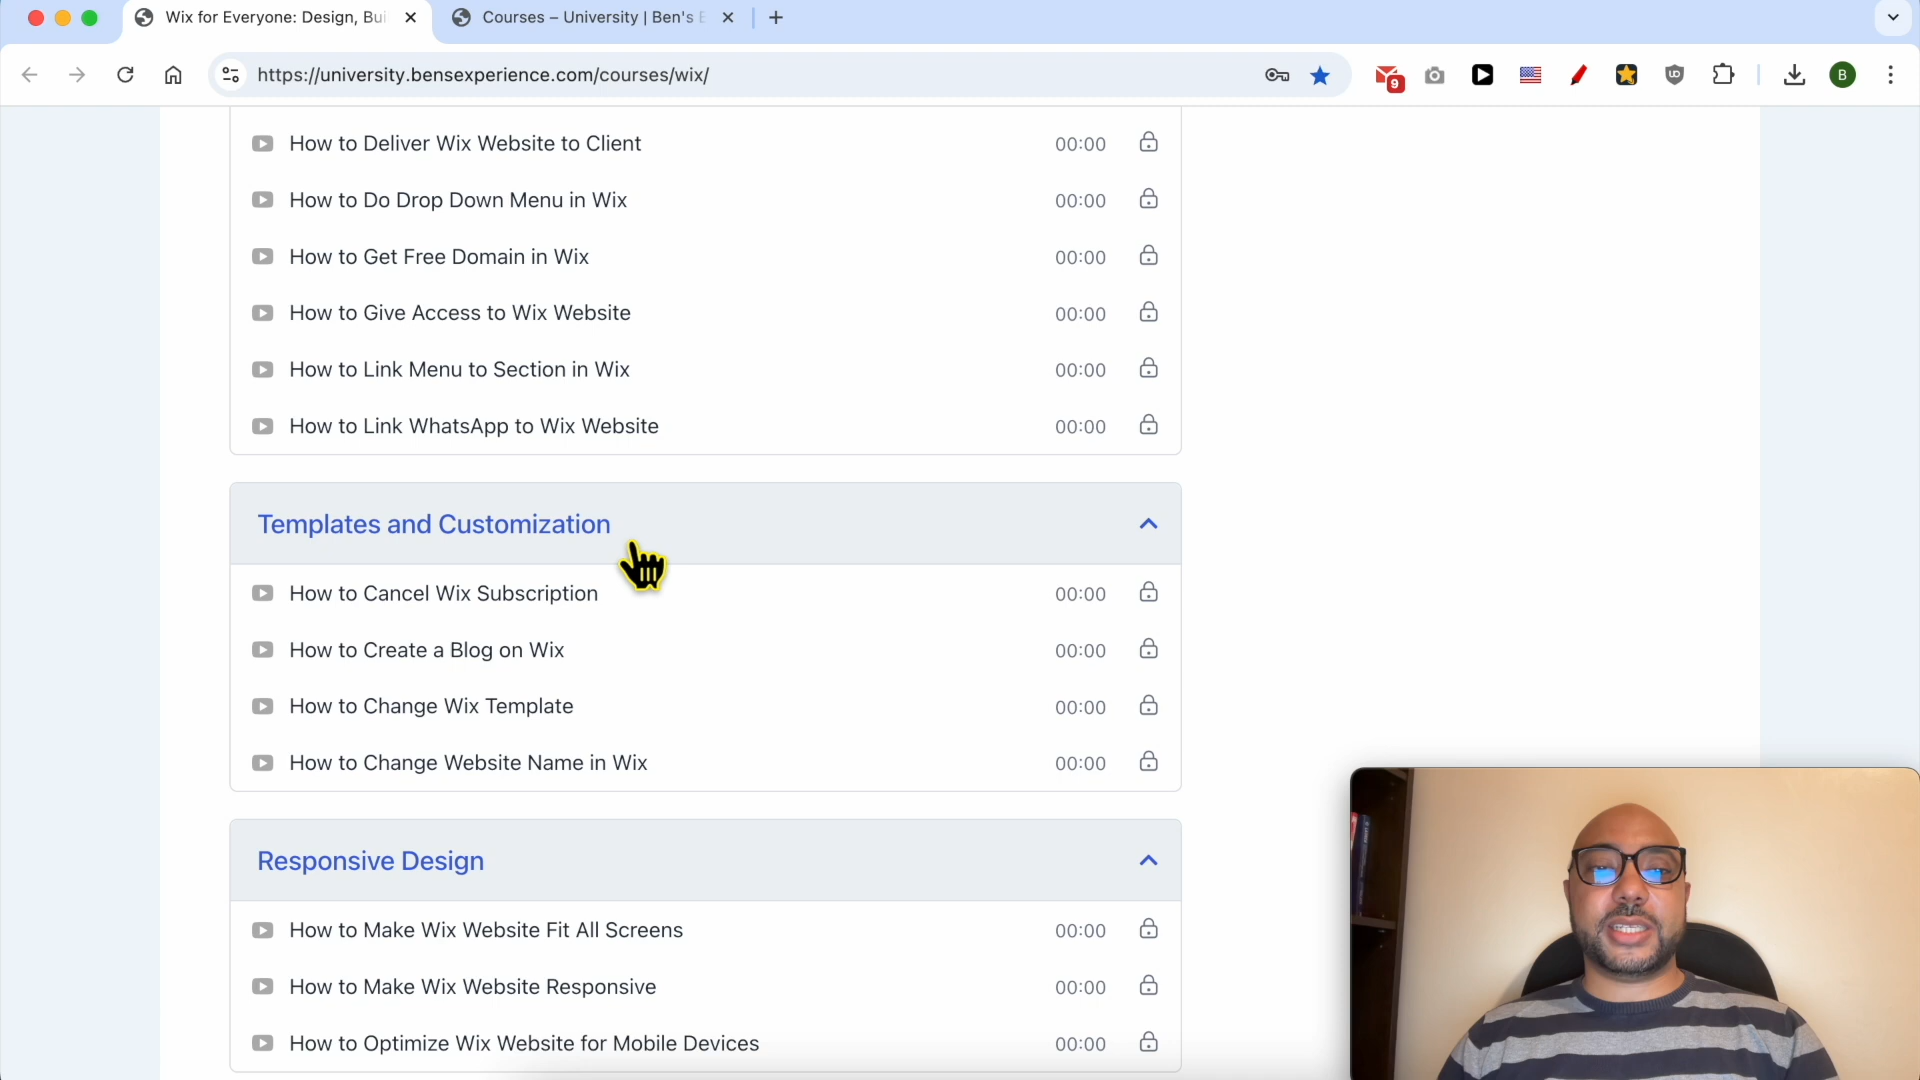 Wix for Everyone: Design, Bui
Courses – University | Ben's E
https://university.bensexperience.com/courses/wix/
9
UO
B
How to Deliver Wix Website to Client 00:00
How to Do Drop Down Menu in Wix 00:00
How to Get Free Domain in Wix 00:00
How to Give Access to Wix Website 00:00
How to Link Menu to Section in Wix 00:00
How to Link WhatsApp to Wix Website 00:00
Templates and Customization
How to Cancel Wix Subscription 00:00
How to Create a Blog on Wix 00:00
How to Change Wix Template 00:00
How to Change Website Name in Wix 00:00
Responsive Design
How to Make Wix Website Fit All Screens 00:00
How to Make Wix Website Responsive 00:00
How to Optimize Wix Website for Mobile Devices 00:00